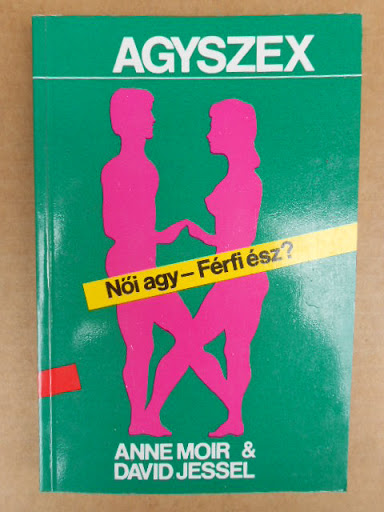 AGYSZEX
Női agy – Férfi ész?
ANNE MOIR &
DAVID JESSEL